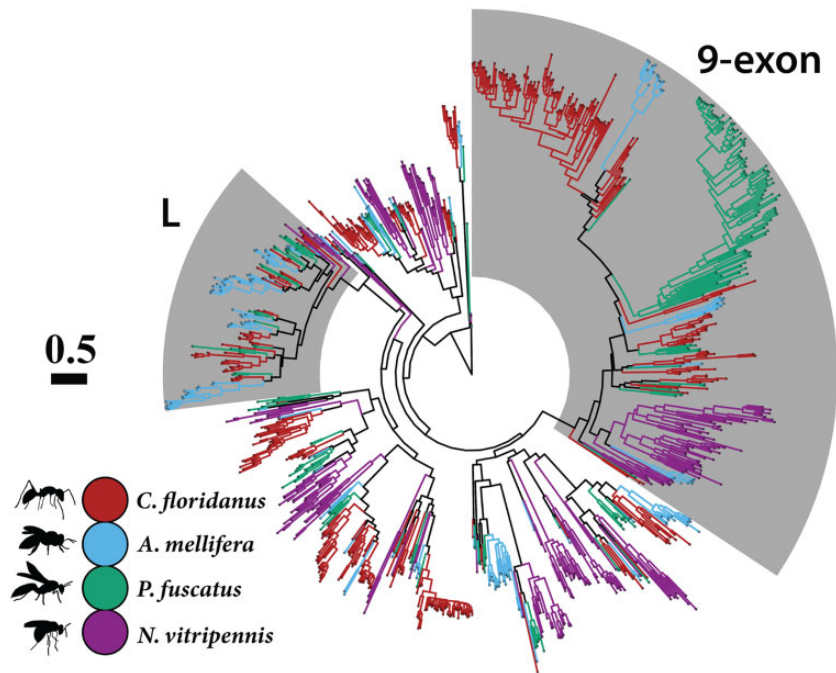 9-exon
L
0.5
C. floridanus
A. mellifera
P. fuscatus
N. vitripennis